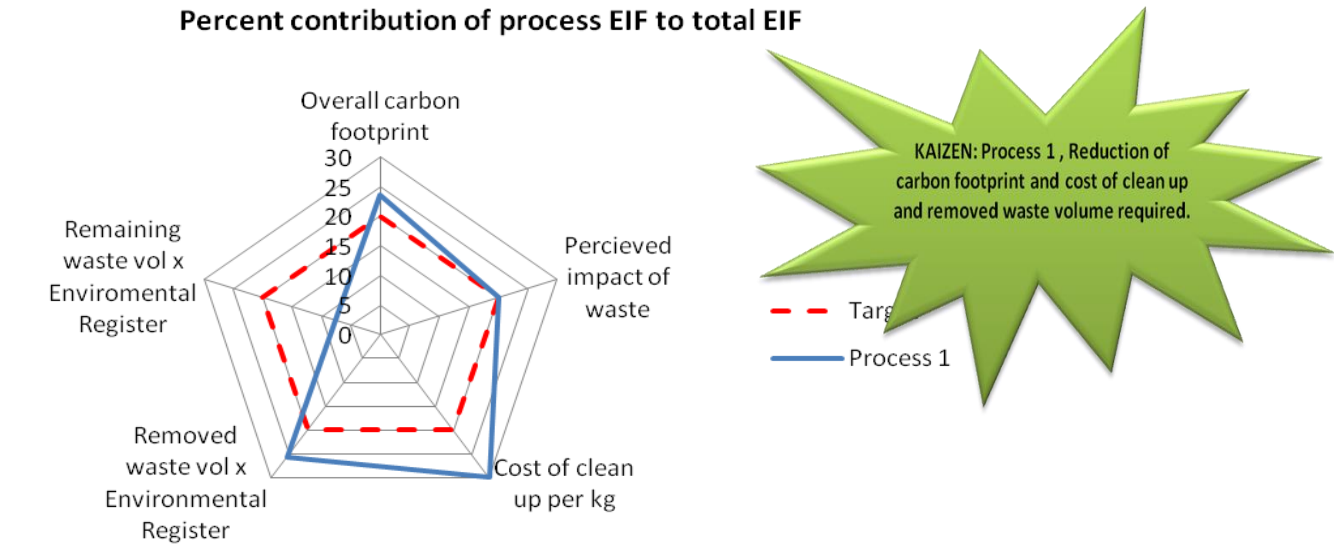 Percent contribution of process EIF to total EIF
Overall carbon
footprint
30
25
20
15
10
5
0
Percieved
impact of
waste
Cost of clean
up per kg
Removed
waste vol x
Environmental
Register
Remaining
waste vol x
Enviromental
Register
KAIZEN: Process 1 , Reduction of
carbon footprint and cost of clean up
and removed waste volume required.
Process 1